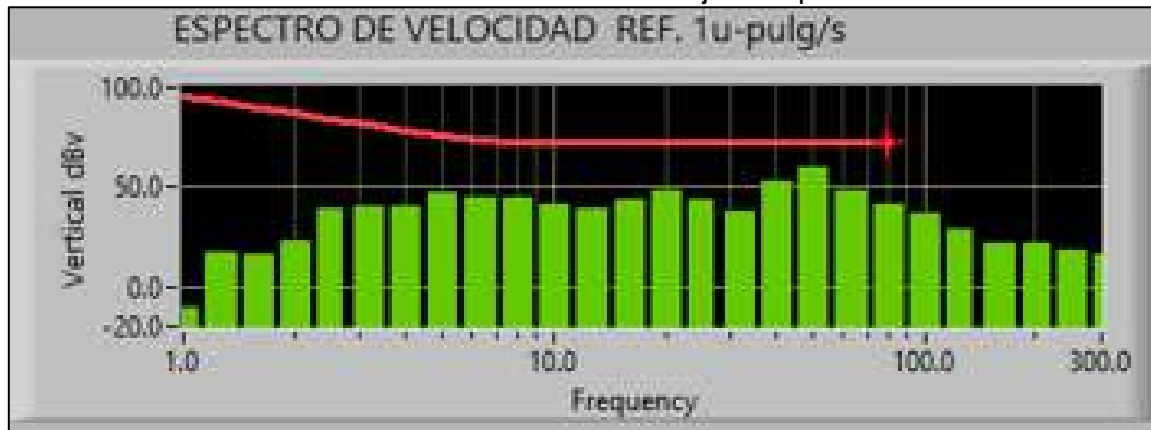 ESPECTRO DE VELOCIDAD REF. 1u-pulg/s
Vertical dBv
100.0
50.0
0.0
-20.0
1.0 10.0 100.0 300.0
Frequency